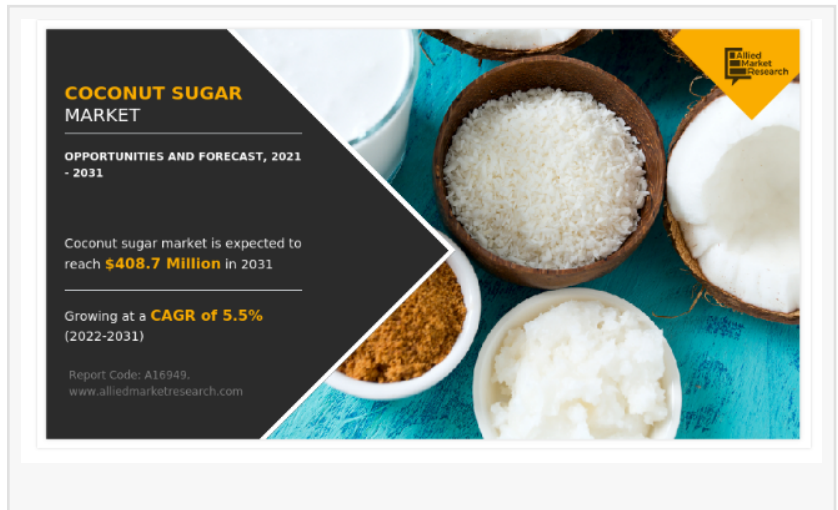 COCONUT SUGAR
MARKET
OPPORTUNITIES AND FORECAST, 2021
- 2031
Coconut sugar market is expected to
reach $408.7 Million in 2031
Growing at a CAGR of 5.5%
(2022-2031)
Report Code: A16949.
www.alliedmarketresearch.com
Allied
Market
Research